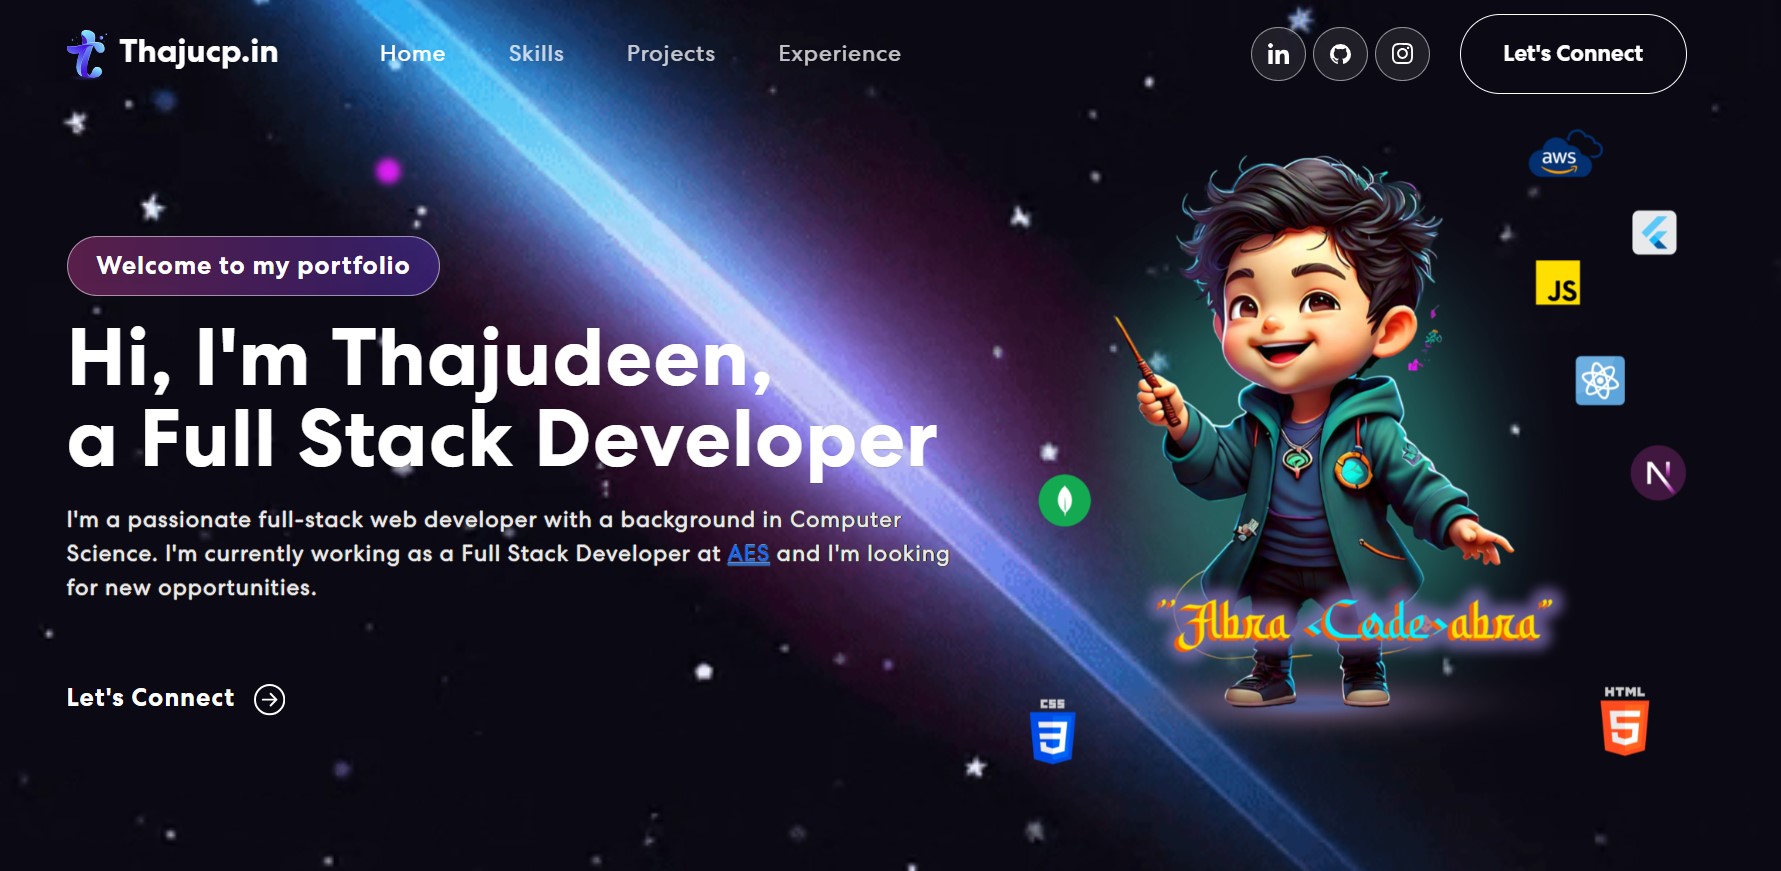 Thajucp.in
Home
Skills
Projects
Experience
in
Let's Connect
Welcome to my portfolio
Hi, I'm Thajudeen,
a Full Stack Developer
I'm a passionate full-stack web developer with a background in Computer
Science. I'm currently working as a Full Stack Developer at AES and I'm looking
for new opportunities.
Let's Connect
aws
JS
N
"Abra <Code>abra"
CSS
3
HTML
5